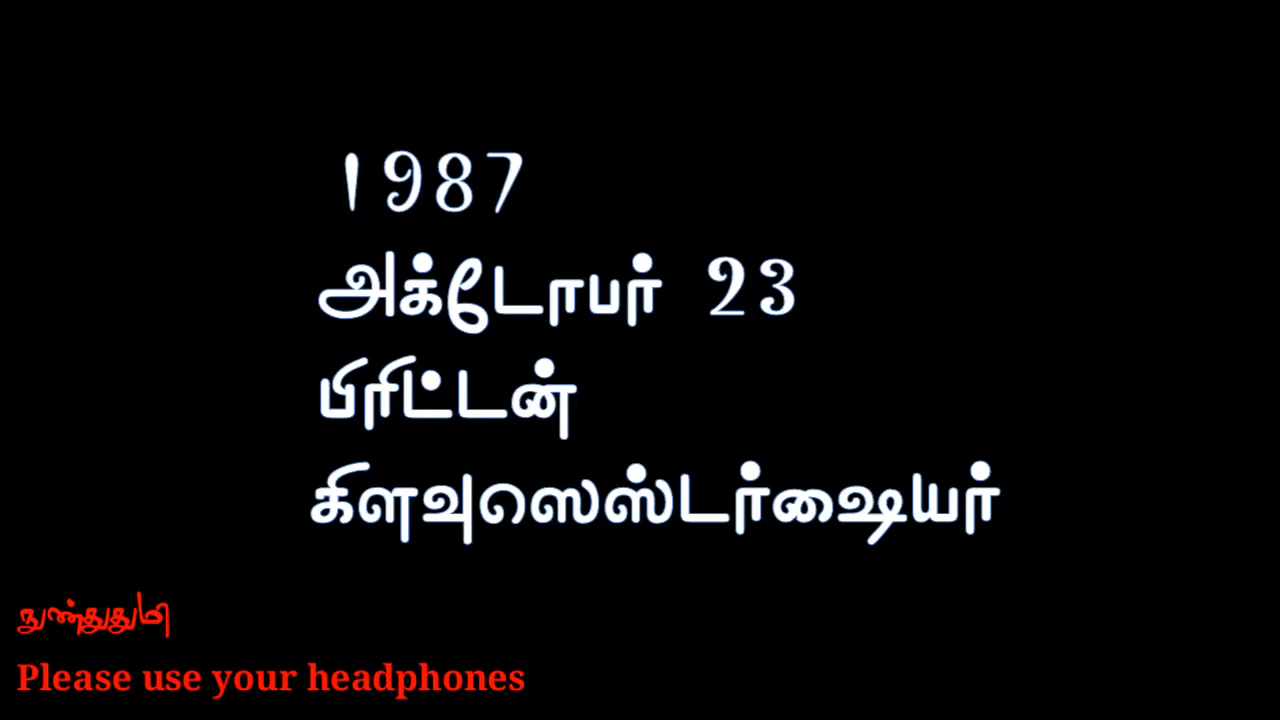 1987
அக்டோபர் 23
பிரிட்டன்
கிளவுஸெஸ்டர்ஷையர்
நுண்துதுமி
Please use your headphones